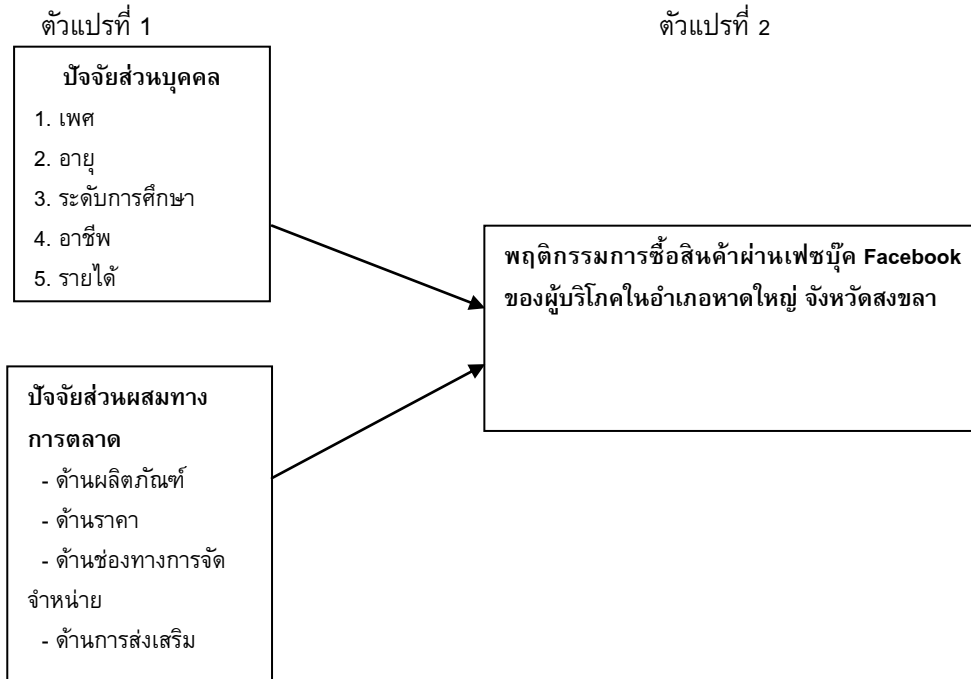 ตัวแปรที่ 1
ตัวแปรที่ 2
ปัจจัยส่วนบุคคล
1. เพศ
2. อายุ
3. ระดับการศึกษา
4. อาชีพ
5. รายได้
พฤติกรรมการซื้อสินค้าผ่านเฟซบุ๊ค Facebook
ของผู้บริโภคในอำเภอหาดใหญ่ จังหวัดสงขลา
ปัจจัยส่วนผสมทาง
การตลาด
- ด้านผลิตภัณฑ์
- ด้านราคา
- ด้านช่องทางการจัด
จำหน่าย
- ด้านการส่งเสริม